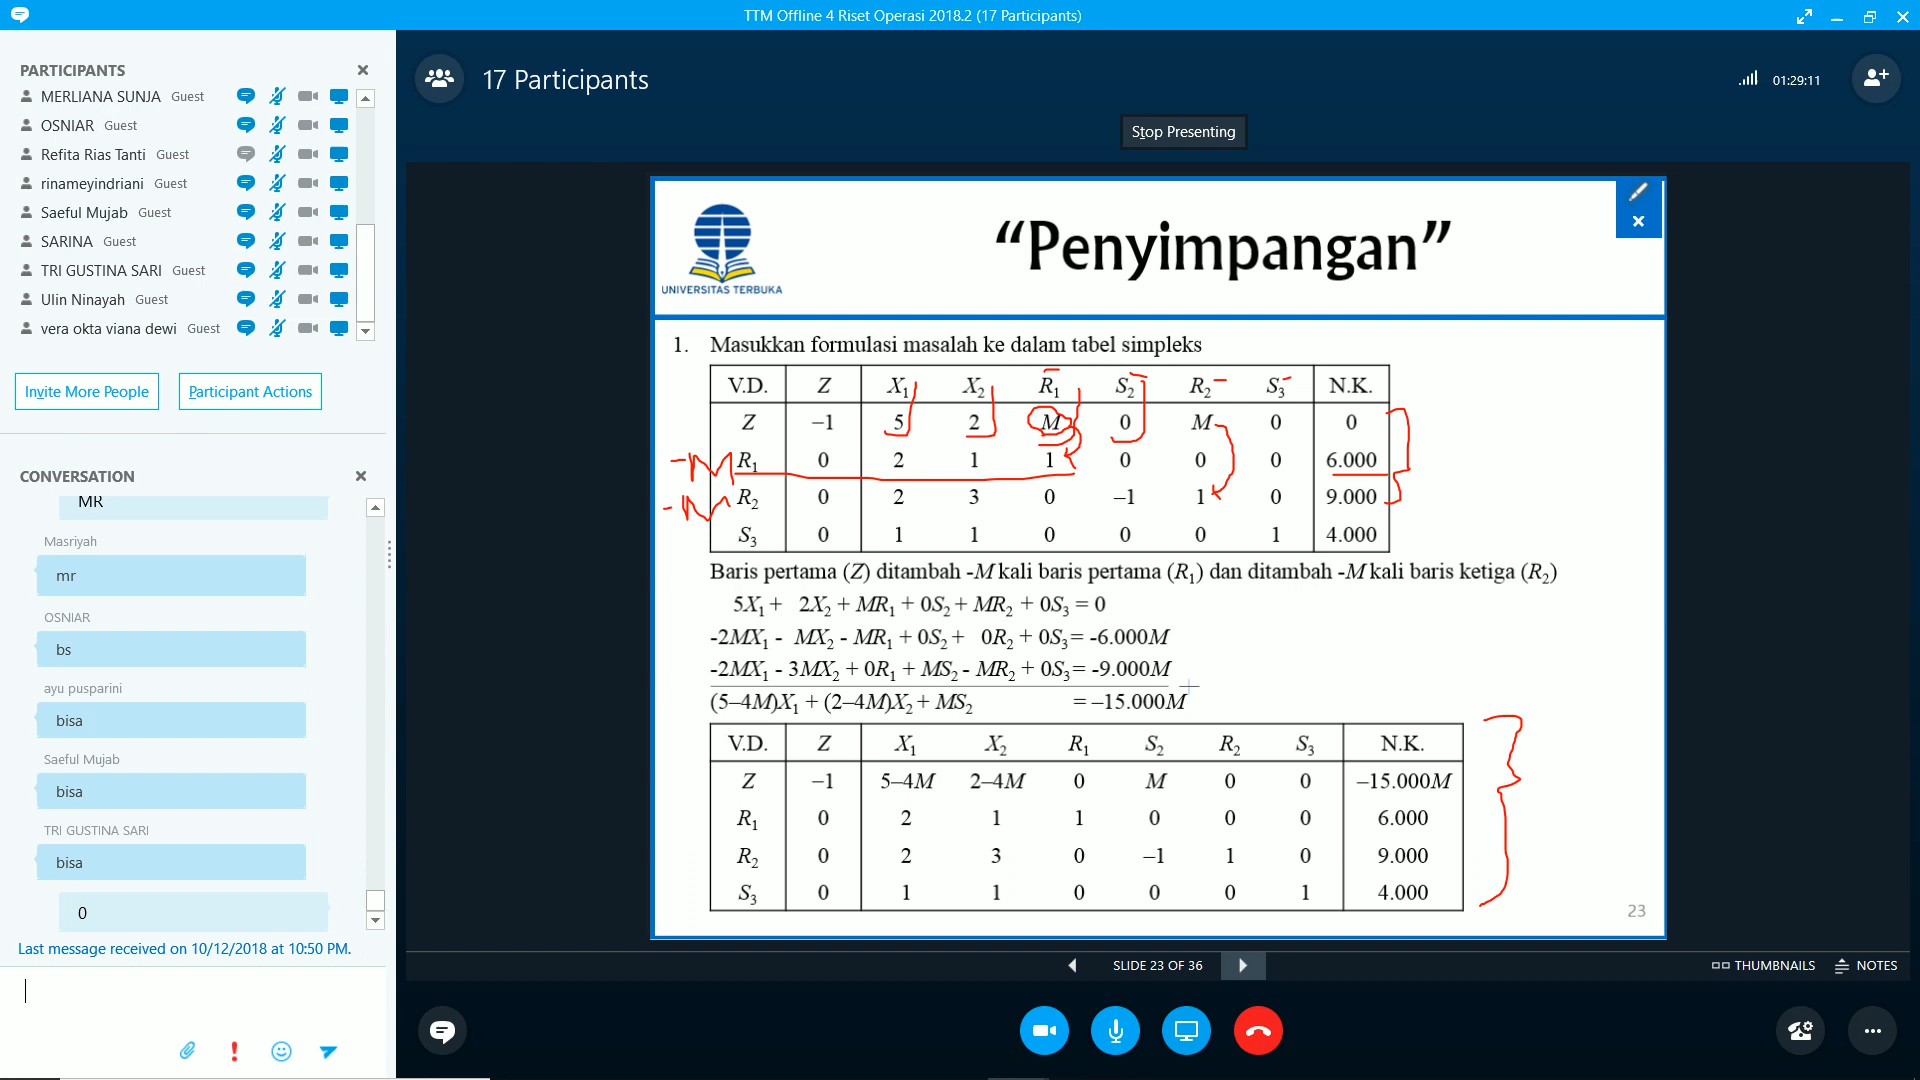 TTM Offline 4 Riset Operasi 2018.2 (17 Participants)
PARTICIPANTS
MERLIANA SUNJA Guest
OSNIAR Guest
Refita Rias Tanti Guest
rinameyindriani Guest
Saeful Mujab Guest
SARINA Guest
TRI GUSTINA SARI Guest
Ulin Ninayah Guest
vera okta viana dewi Guest
Invite More People
Participant Actions
CONVERSATION
MR
Masriyah
mr
OSNIAR
bs
ayu pusparini
bisa
Saeful Mujab
bisa
TRI GUSTINA SARI
bisa
0
Last message received on 10/12/2018 at 10:50 PM.
17 Participants
01:29:11
Stop Presenting
UNIVERSITAS TERBUKA
“Penyimpangan”
1. Masukkan formulasi masalah ke dalam tabel simpleks
V.D. Z X₁ X₂ R₁ S₂ R₂ S₃ N.K.
Z –1 5 2 M 0 M 0 0
-M R₁ 0 2 1 1 0 0 0 6.000
-M R₂ 0 2 3 0 –1 1 0 9.000
S₃ 0 1 1 0 0 0 1 4.000
Baris pertama (Z) ditambah -M kali baris pertama (R₁) dan ditambah -M kali baris ketiga (R₂)
5X₁ + 2X₂ + MR₁ + 0S₂ + MR₂ + 0S₃ = 0
-2MX₁ - MX₂ - MR₁ + 0S₂ + 0R₂ + 0S₃= -6.000M
-2MX₁ - 3MX₂ + 0R₁ + MS₂ - MR₂ + 0S₃= -9.000M
(5–4M)X₁ + (2–4M)X₂ + MS₂ = –15.000M
V.D. Z X₁ X₂ R₁ S₂ R₂ S₃ N.K.
Z –1 5–4M 2–4M 0 M 0 0 –15.000M
R₁ 0 2 1 1 0 0 0 6.000
R₂ 0 2 3 0 –1 1 0 9.000
S₃ 0 1 1 0 0 0 1 4.000
23
SLIDE 23 OF 36
THUMBNAILS
NOTES